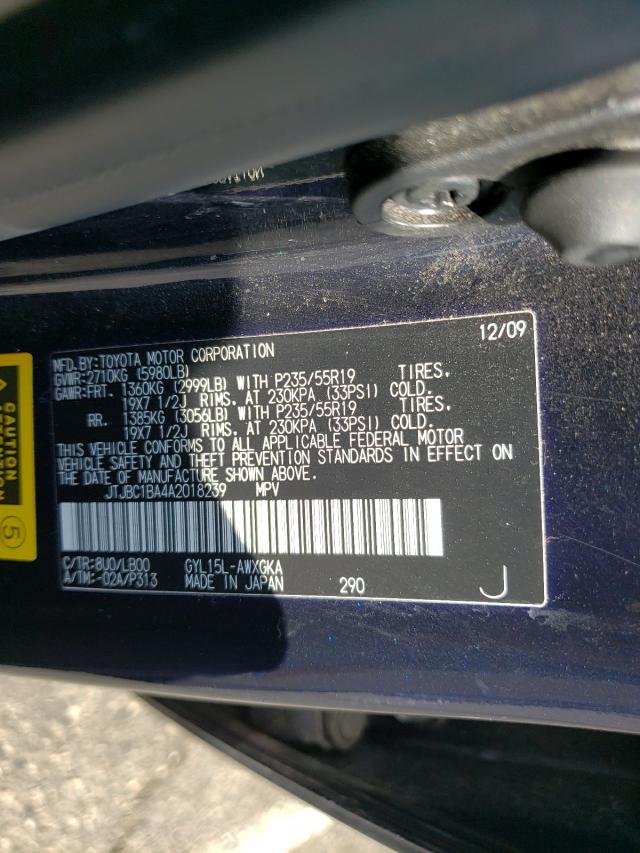 12/09
MFD.BY:TOYOTA MOTOR CORPORATION
GVWR:2710KG (5980LB)
GAWR:FRT. 1360KG (2999LB) WITH P235/55R19 TIRES.
19X7 1/2J RIMS. AT 230KPA (33PSI) COLD.
RR. 1385KG (3056LB) WITH P235/55R19 TIRES.
19X7 1/2J RIMS. AT 230KPA (33PSI) COLD.
THIS VEHICLE CONFORMS TO ALL APPLICABLE FEDERAL MOTOR
VEHICLE SAFETY AND THEFT PREVENTION STANDARDS IN EFFECT ON
THE DATE OF MANUFACTURE SHOWN ABOVE.
JTJBC1BA4A2018239 MPV
C/TR:8U0/LB00 GYL15L-AWXGKA
A/TM:-02A/P313 MADE IN JAPAN 290 J
CAUTION
5